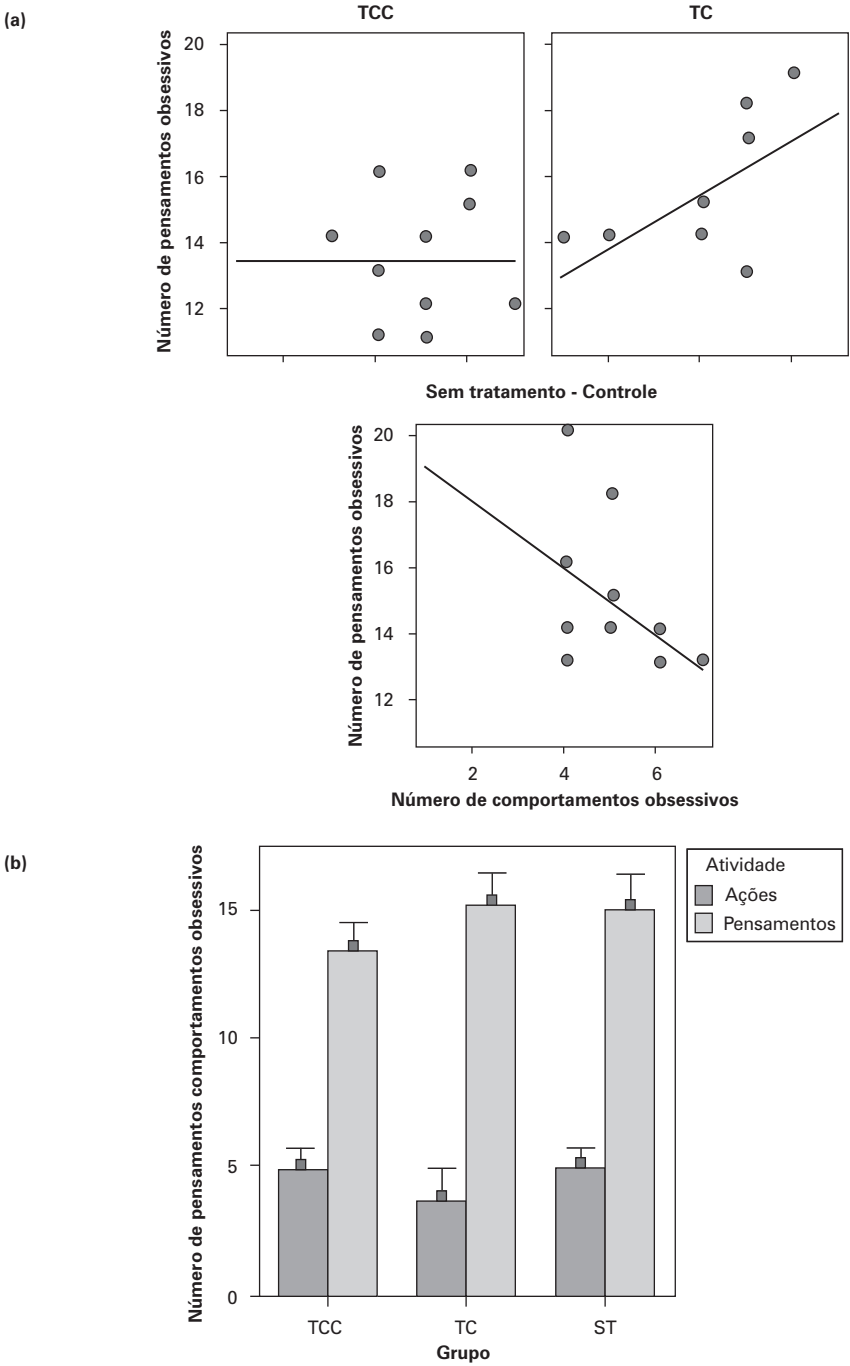 (a)
TCC
TC
Número de pensamentos obsessivos
20
18
16
14
12
Sem tratamento - Controle
Número de pensamentos obsessivos
20
18
16
14
12
2 4 6
Número de comportamentos obsessivos
(b)
Número de pensamentos comportamentos obsessivos
15
10
5
0
TCC TC ST
Grupo
Atividade
Ações
Pensamentos